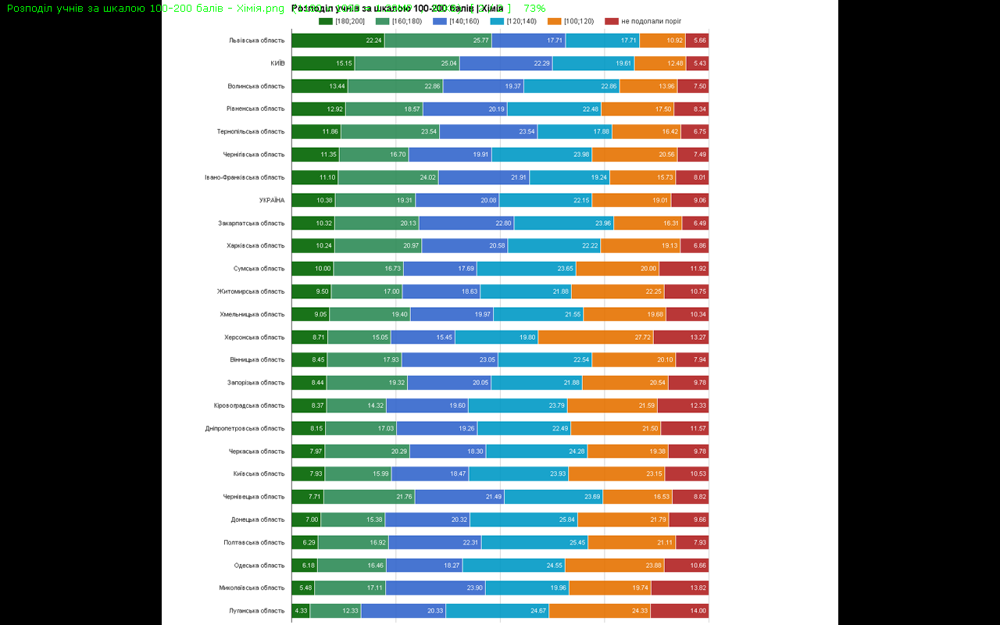 Розподіл учнів за шкалою 100-200 балів - Хімія.png
73%
Розподіл учнів за шкалою 100-200 балів | Хімія
[180;200] [160;180) [140;160) [120;140) [100;120) не подолали поріг
Львівська область 22.24 25.77 17.71 17.71 10.92 5.66
КИЇВ 15.15 25.04 22.29 19.61 12.48 5.43
Волинська область 13.44 22.86 19.37 22.86 13.96 7.50
Рівненська область 12.92 18.57 20.19 22.48 17.50 8.34
Тернопільська область 11.86 23.54 23.54 17.88 16.42 6.75
Чернігівська область 11.35 16.70 19.91 23.98 20.56 7.49
Івано-Франківська область 11.10 24.02 21.91 19.24 15.73 8.01
УКРАЇНА 10.38 19.31 20.08 22.15 19.01 9.06
Закарпатська область 10.32 20.13 22.80 23.96 16.31 6.49
Харківська область 10.24 20.97 20.58 22.22 19.13 6.86
Сумська область 10.00 16.73 17.69 23.65 20.00 11.92
Житомирська область 9.50 17.00 18.63 21.88 22.25 10.75
Хмельницька область 9.05 19.40 19.97 21.55 19.68 10.34
Херсонська область 8.71 15.05 15.45 19.80 27.72 13.27
Вінницька область 8.45 17.93 23.05 22.54 20.10 7.94
Запорізька область 8.44 19.32 20.05 21.88 20.54 9.78
Кіровоградська область 8.37 14.32 19.60 23.79 21.59 12.33
Дніпропетровська область 8.15 17.03 19.26 22.49 21.50 11.57
Черкаська область 7.97 20.29 18.30 24.28 19.38 9.78
Київська область 7.93 15.99 18.47 23.93 23.15 10.53
Чернівецька область 7.71 21.76 21.49 23.69 16.53 8.82
Донецька область 7.00 15.38 20.32 25.84 21.79 9.66
Полтавська область 6.29 16.92 22.31 25.45 21.11 7.93
Одеська область 6.18 16.46 18.27 24.55 23.88 10.66
Миколаївська область 5.48 17.11 23.90 19.96 19.74 13.82
Луганська область 4.33 12.33 20.33 24.67 24.33 14.00